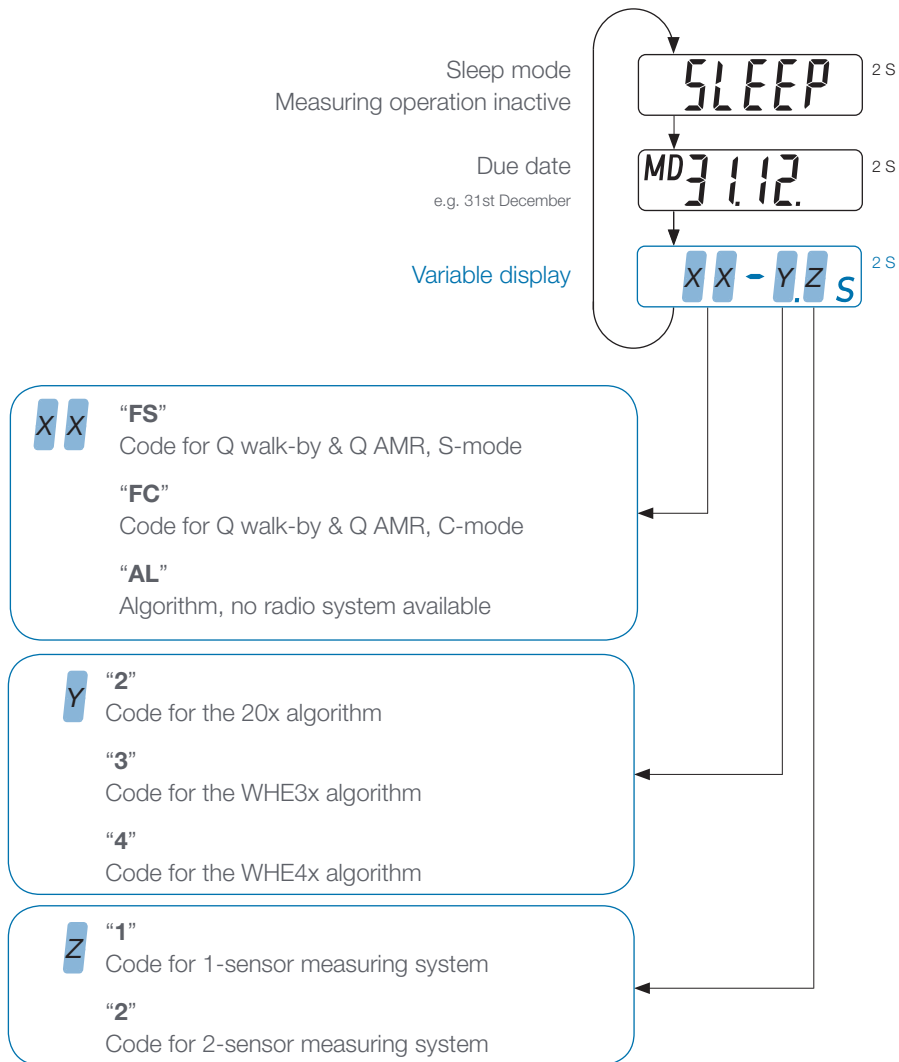 SLEEP
2 S
Sleep mode
Measuring operation inactive
MD 31.12.
2 S
Due date
e.g. 31st December
X X - Y.Z S
2 S
Variable display
X X
“FS”
Code for Q walk-by & Q AMR, S-mode
“FC”
Code for Q walk-by & Q AMR, C-mode
“AL”
Algorithm, no radio system available
Y
“2”
Code for the 20x algorithm
“3”
Code for the WHE3x algorithm
“4”
Code for the WHE4x algorithm
Z
“1”
Code for 1-sensor measuring system
“2”
Code for 2-sensor measuring system